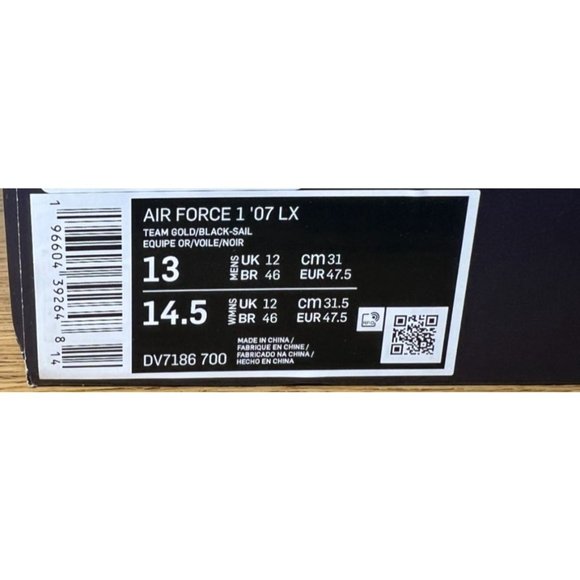 1 96604 39264 8 14
AIR FORCE 1 '07 LX
TEAM GOLD/BLACK-SAIL
EQUIPE OR/VOILE/NOIR
13 MENS UK 12 CM 31
BR 46 EUR 47.5
14.5 WMNS UK 12 CM 31.5
BR 46 EUR 47.5
DV7186 700
MADE IN CHINA /
FABRIQUE EN CHINE /
FABRICADO NA CHINA /
HECHO EN CHINA